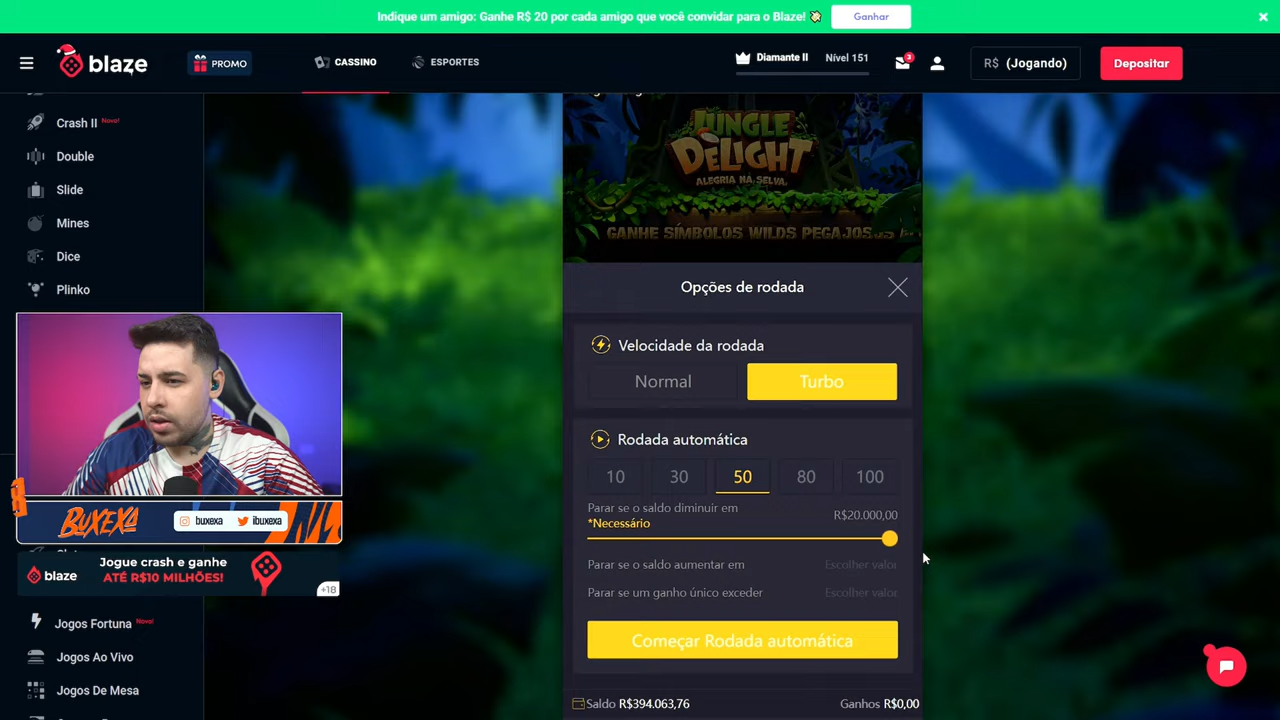 Indique um amigo: Ganhe R$ 20 por cada amigo que você convidar para o Blaze!
Ganhar
blaze
PROMO
CASSINO
ESPORTES
Diamante II
Nível 151
3
R$ (Jogando)
Depositar
Crash II Novo!
Double
Slide
Mines
Dice
Plinko
JUNGLE
DELIGHT
ALEGRIA NA SELVA
GANHE SÍMBOLOS WILDS PEGAJOSOS
Opções de rodada
Velocidade da rodada
Normal
Turbo
Rodada automática
10
30
50
80
100
Parar se o saldo diminuir em
*Necessário
R$20.000,00
Parar se o saldo aumentar em
Escolher valor
Parar se um ganho único exceder
Escolher valor
Começar Rodada automática
Saldo R$394.063,76
Ganhos R$0,00
BUXEXA
buxexa
ibuxexa
blaze
Jogue crash e ganhe
ATÉ R$10 MILHÕES!
+18
Jogos Fortuna Novo!
Jogos Ao Vivo
Jogos De Mesa